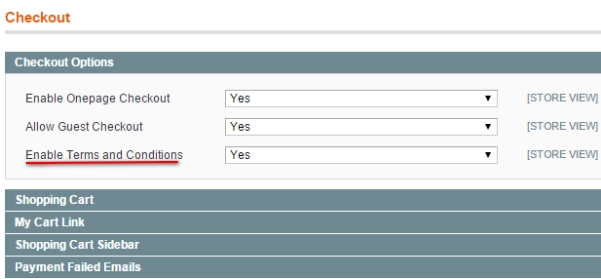 Checkout
Checkout Options
Enable Onepage Checkout Yes [STORE VIEW]
Allow Guest Checkout Yes [STORE VIEW]
Enable Terms and Conditions Yes [STORE VIEW]
Shopping Cart
My Cart Link
Shopping Cart Sidebar
Payment Failed Emails